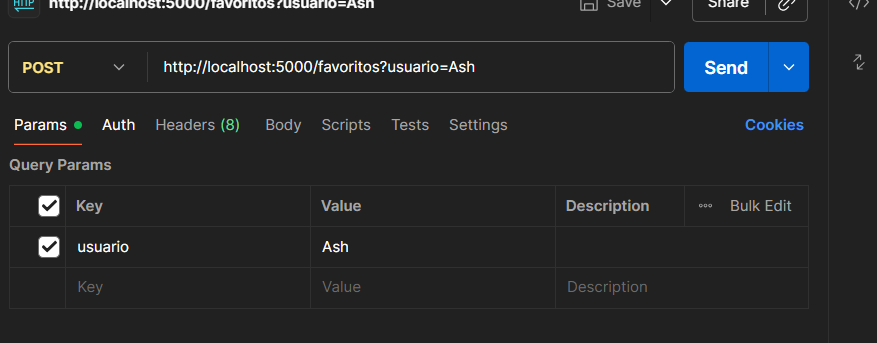 HTTP http://localhost:5000/favoritos?usuario=Ash Save Share
POST http://localhost:5000/favoritos?usuario=Ash Send
Params Auth Headers (8) Body Scripts Tests Settings Cookies
Query Params
Key Value Description Bulk Edit
usuario Ash
Key Value Description